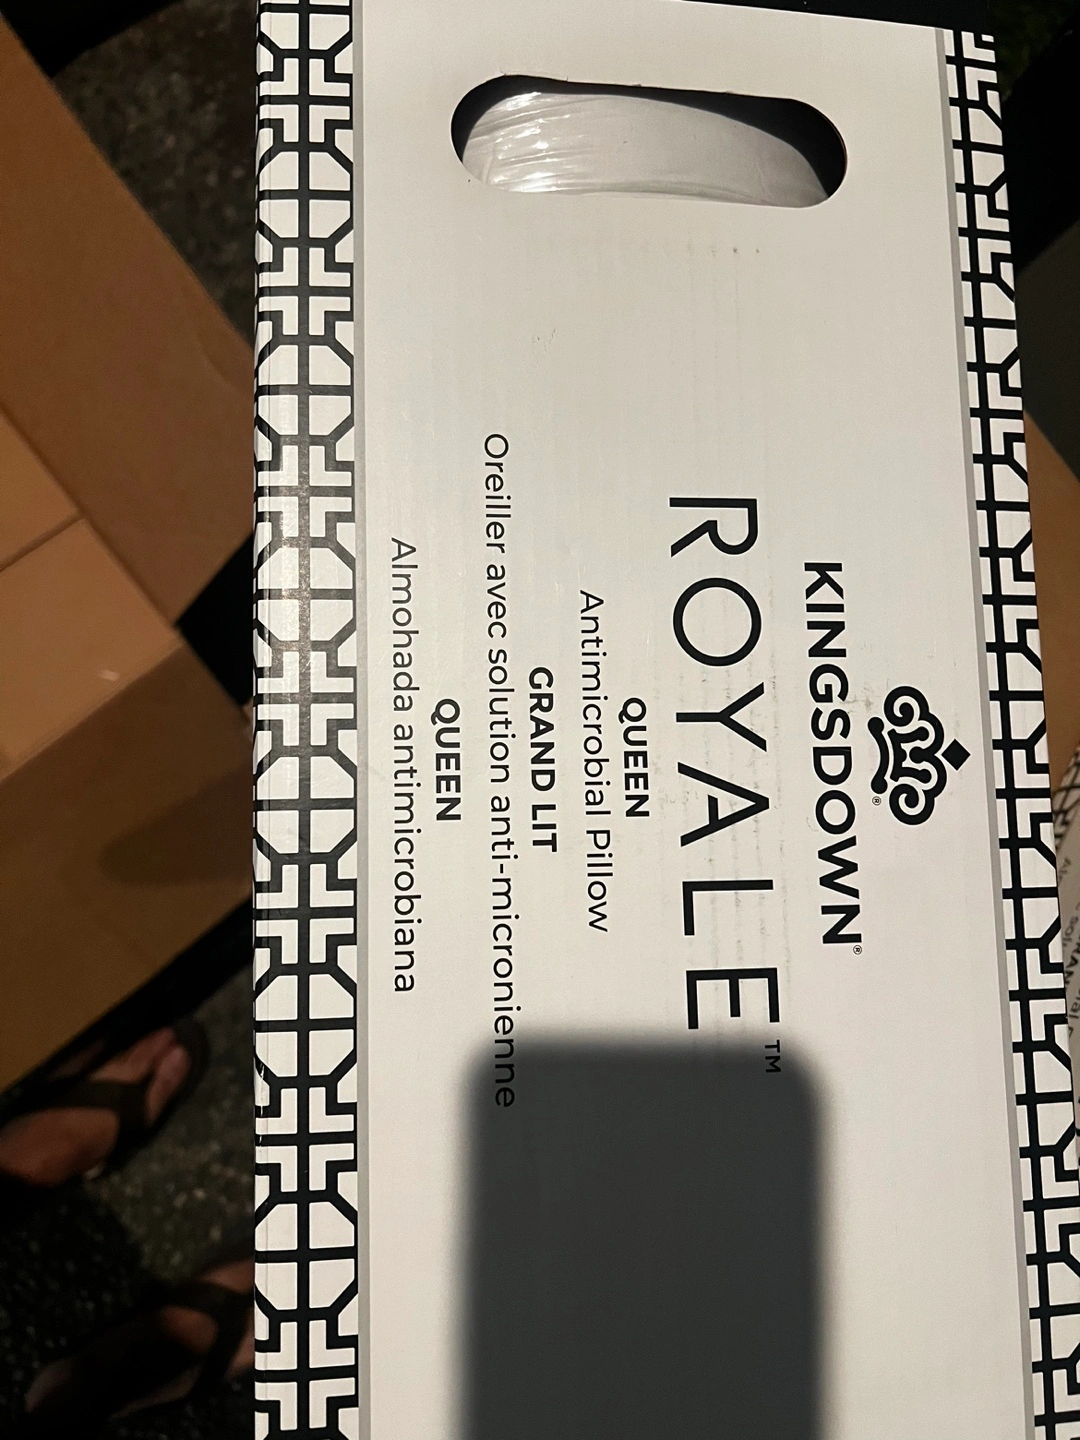 KINGSDOWN®
ROYALE™
QUEEN
Antimicrobial Pillow
GRAND LIT
Oreiller avec solution anti-micronienne
QUEEN
Almohada antimicrobiana